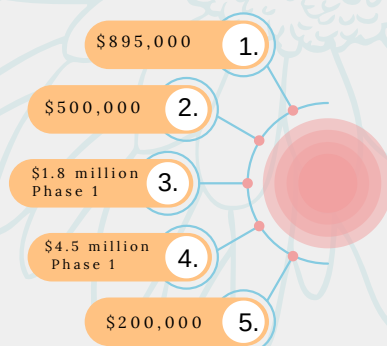 $895,000 1.
$500,000 2.
$1.8 million
Phase 1 3.
$4.5 million
Phase 1 4.
$200,000 5.